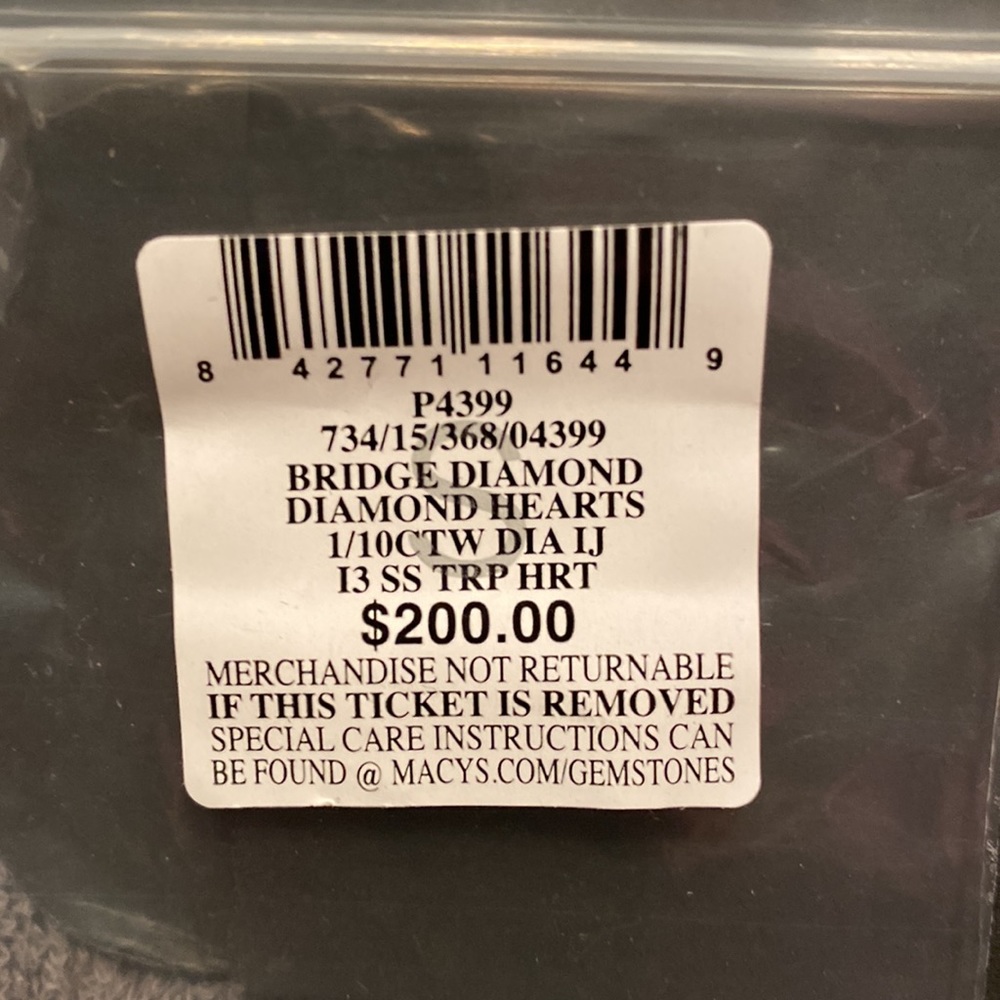 8 42771 11644 9
P4399
734/15/368/04399
BRIDGE DIAMOND
DIAMOND HEARTS
1/10CTW DIA IJ
I3 SS TRP HRT
$200.00
MERCHANDISE NOT RETURNABLE
IF THIS TICKET IS REMOVED
SPECIAL CARE INSTRUCTIONS CAN
BE FOUND @ MACYS.COM/GEMSTONES